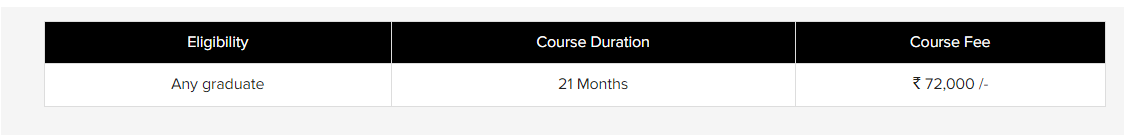 Eligibility Course Duration Course Fee
Any graduate 21 Months ₹ 72,000 /-